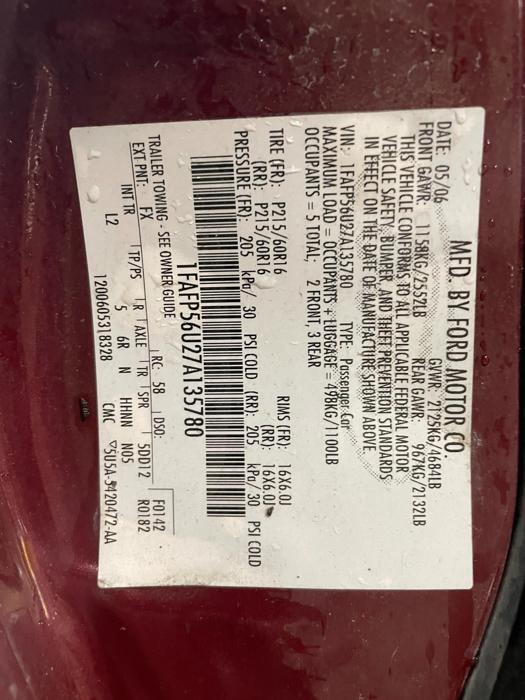 MFD. BY FORD MOTOR CO.
DATE: 05/06 GVWR: 2125KG/4684LB
FRONT GAWR: 1158KG/2552LB REAR GAWR: 967KG/2132LB
THIS VEHICLE CONFORMS TO ALL APPLICABLE FEDERAL MOTOR
VEHICLE SAFETY, BUMPER, AND THEFT PREVENTION STANDARDS
IN EFFECT ON THE DATE OF MANUFACTURE SHOWN ABOVE.
VIN: 1FAFP56U27A135780 TYPE: Passenger Car
MAXIMUM LOAD = OCCUPANTS + LUGGAGE = 498KG/1100LB
OCCUPANTS = 5 TOTAL; 2 FRONT, 3 REAR
TIRE (FR): P215/60R16 RIMS (FR): 16X6.0J
(RR): P215/60R16 (RR): 16X6.0J
PRESSURE (FR): 205 kPa/ 30 PSI COLD (RR): 205 kPa/ 30 PSI COLD
1FAFP56U27A135780
TRAILER TOWING - SEE OWNER GUIDE
EXT PNT: FX RC: 58 DSO: F0142
INT TR TP/PS R AXLE TR SPR 5DD12 R0182
L2 5 6R N HHNN N05
1200605318328 CMC 5U5A-5420472-AA